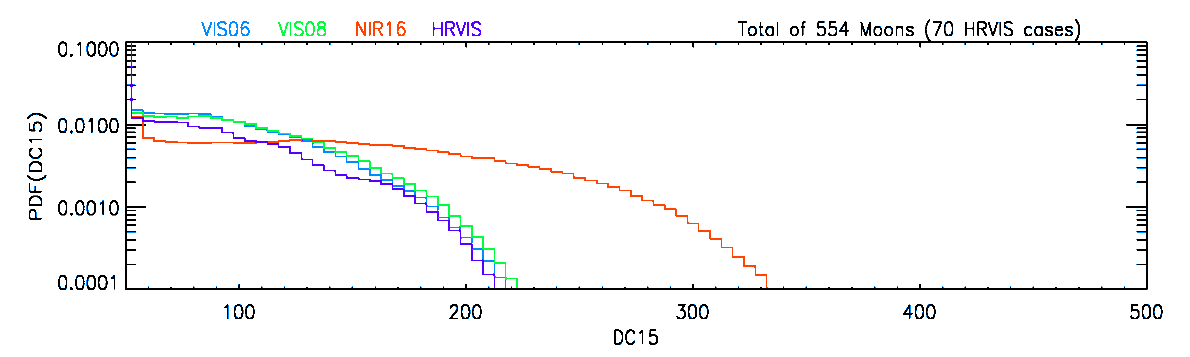 VIS06 VIS08 NIR16 HRVIS Total of 554 Moons (70 HRVIS cases)
0.1000
0.0100
0.0010
0.0001
PDF(DC15)
100 200 300 400 500
DC15